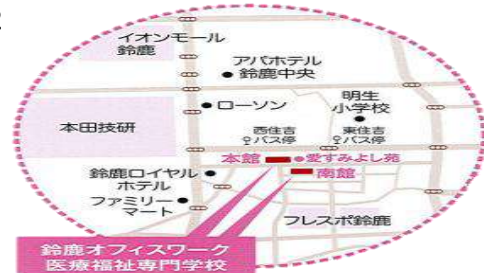 イオンモール
鈴鹿
アパホテル
鈴鹿中央
ローソン
明生
小学校
本田技研
西住吉
バス停
東住吉
バス停
本館
愛すみよし苑
南館
鈴鹿ロイヤル
ホテル
ファミリー
マート
フレスポ鈴鹿
鈴鹿オフィスワーク
医療福祉専門学校